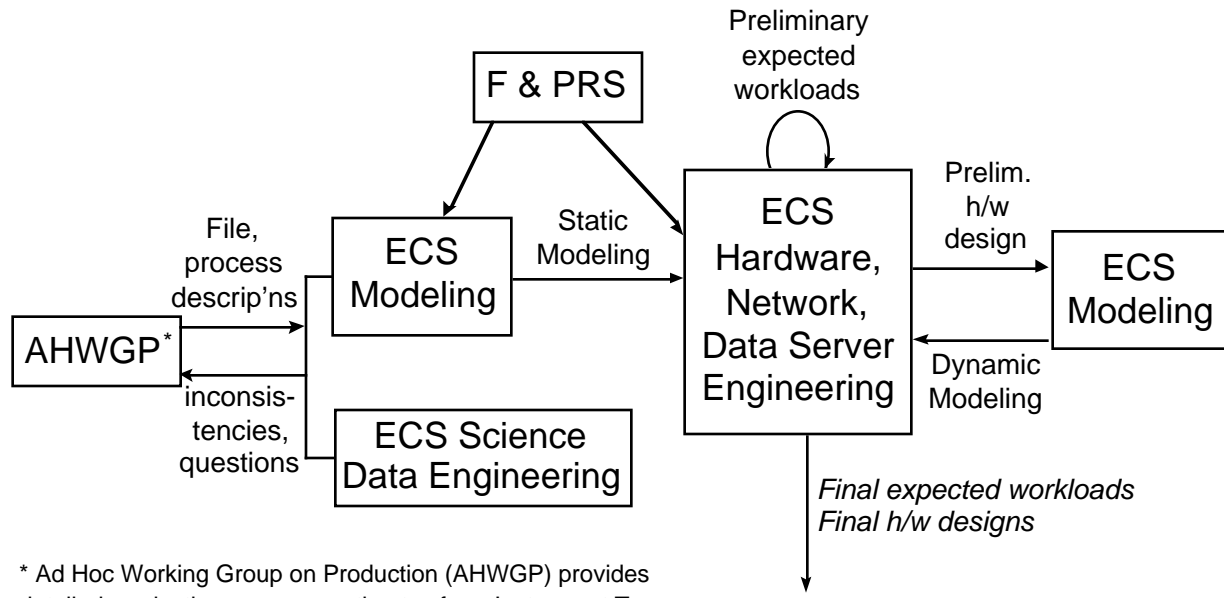 Preliminary
expected
workloads
F & PRS
File,
process
descrip'ns
ECS
Modeling
Static
Modeling
ECS
Hardware,
Network,
Data Server
Engineering
Prelim.
h/w
design
ECS
Modeling
AHWGP*
inconsis-
tencies,
questions
ECS Science
Data Engineering
Dynamic
Modeling
Final expected workloads
Final h/w designs
* Ad Hoc Working Group on Production (AHWGP) provides